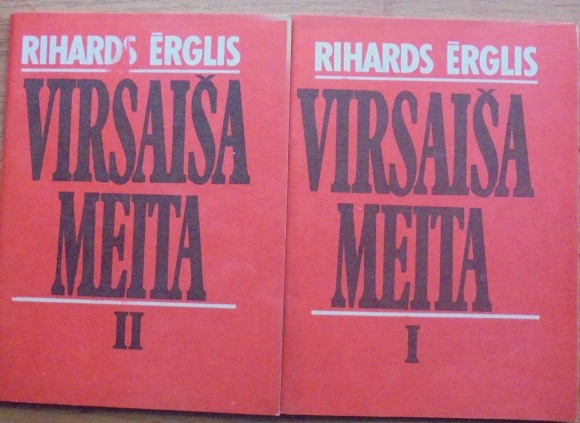 RIHARDS ĒRGLIS
VIRSAIŠA
MEITA
II
RIHARDS ĒRGLIS
VIRSAIŠA
MEITA
I